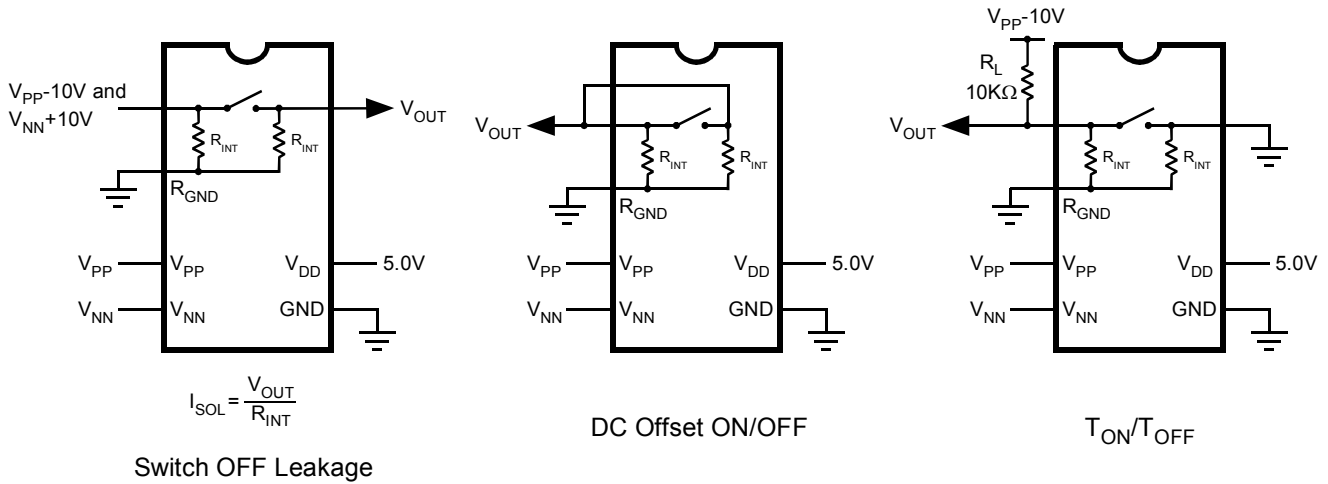 V_PP-10V and
V_NN+10V
V_OUT
R_INT
R_INT
R_GND
V_PP
V_PP
V_DD
5.0V
V_NN
V_NN
GND
I_SOL = V_OUT / R_INT
Switch OFF Leakage
V_OUT
R_INT
R_INT
R_GND
V_PP
V_PP
V_DD
5.0V
V_NN
V_NN
GND
DC Offset ON/OFF
V_PP-10V
R_L
10KΩ
V_OUT
R_INT
R_INT
R_GND
V_PP
V_PP
V_DD
5.0V
V_NN
V_NN
GND
T_ON/T_OFF